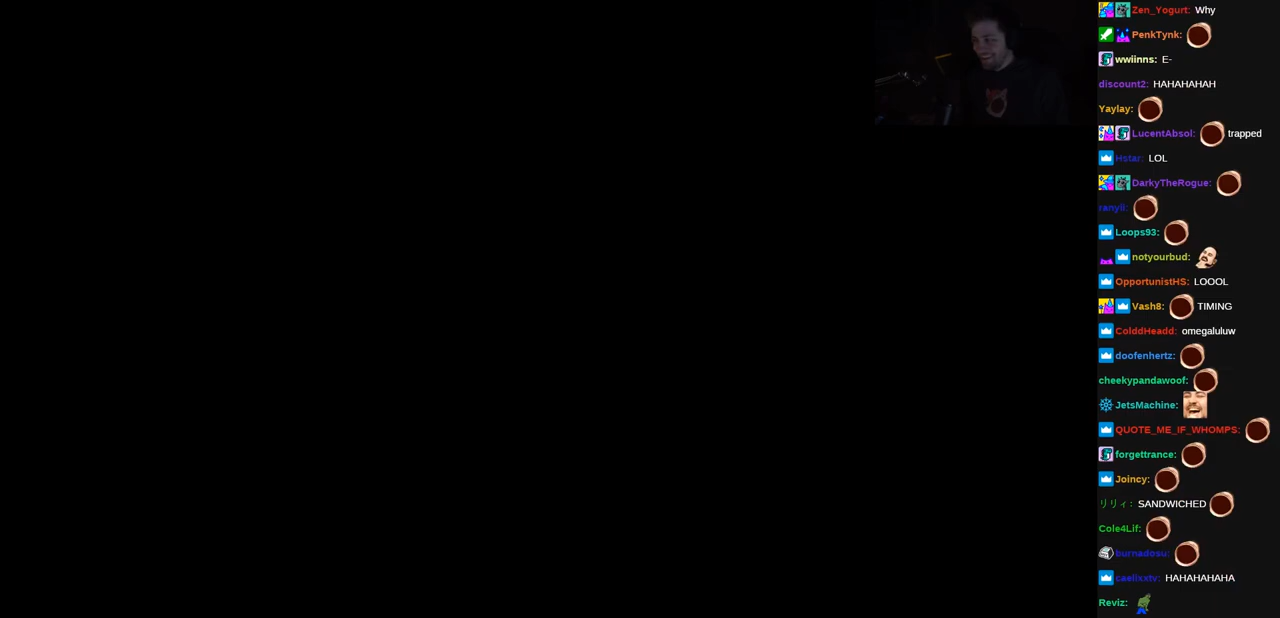 Zen_Yogurt: Why
PenkTynk:
wwiinns: E-
discount2: HAHAHAHAH
Yaylay:
LucentAbsol: trapped
Hstar: LOL
DarkyTheRogue:
ranyil:
Loops93:
notyourbud:
OpportunistHS: LOOOL
Vash8: TIMING
ColddHeadd: omegaluluw
doofenhertz:
cheekypandawoof:
JetsMachine:
QUOTE_ME_IF_WHOMPS:
forgettrance:
Joincy:
リリィ: SANDWICHED
Cole4Lif:
burnadosu:
caelixxtv: HAHAHAHAHA
Reviz: